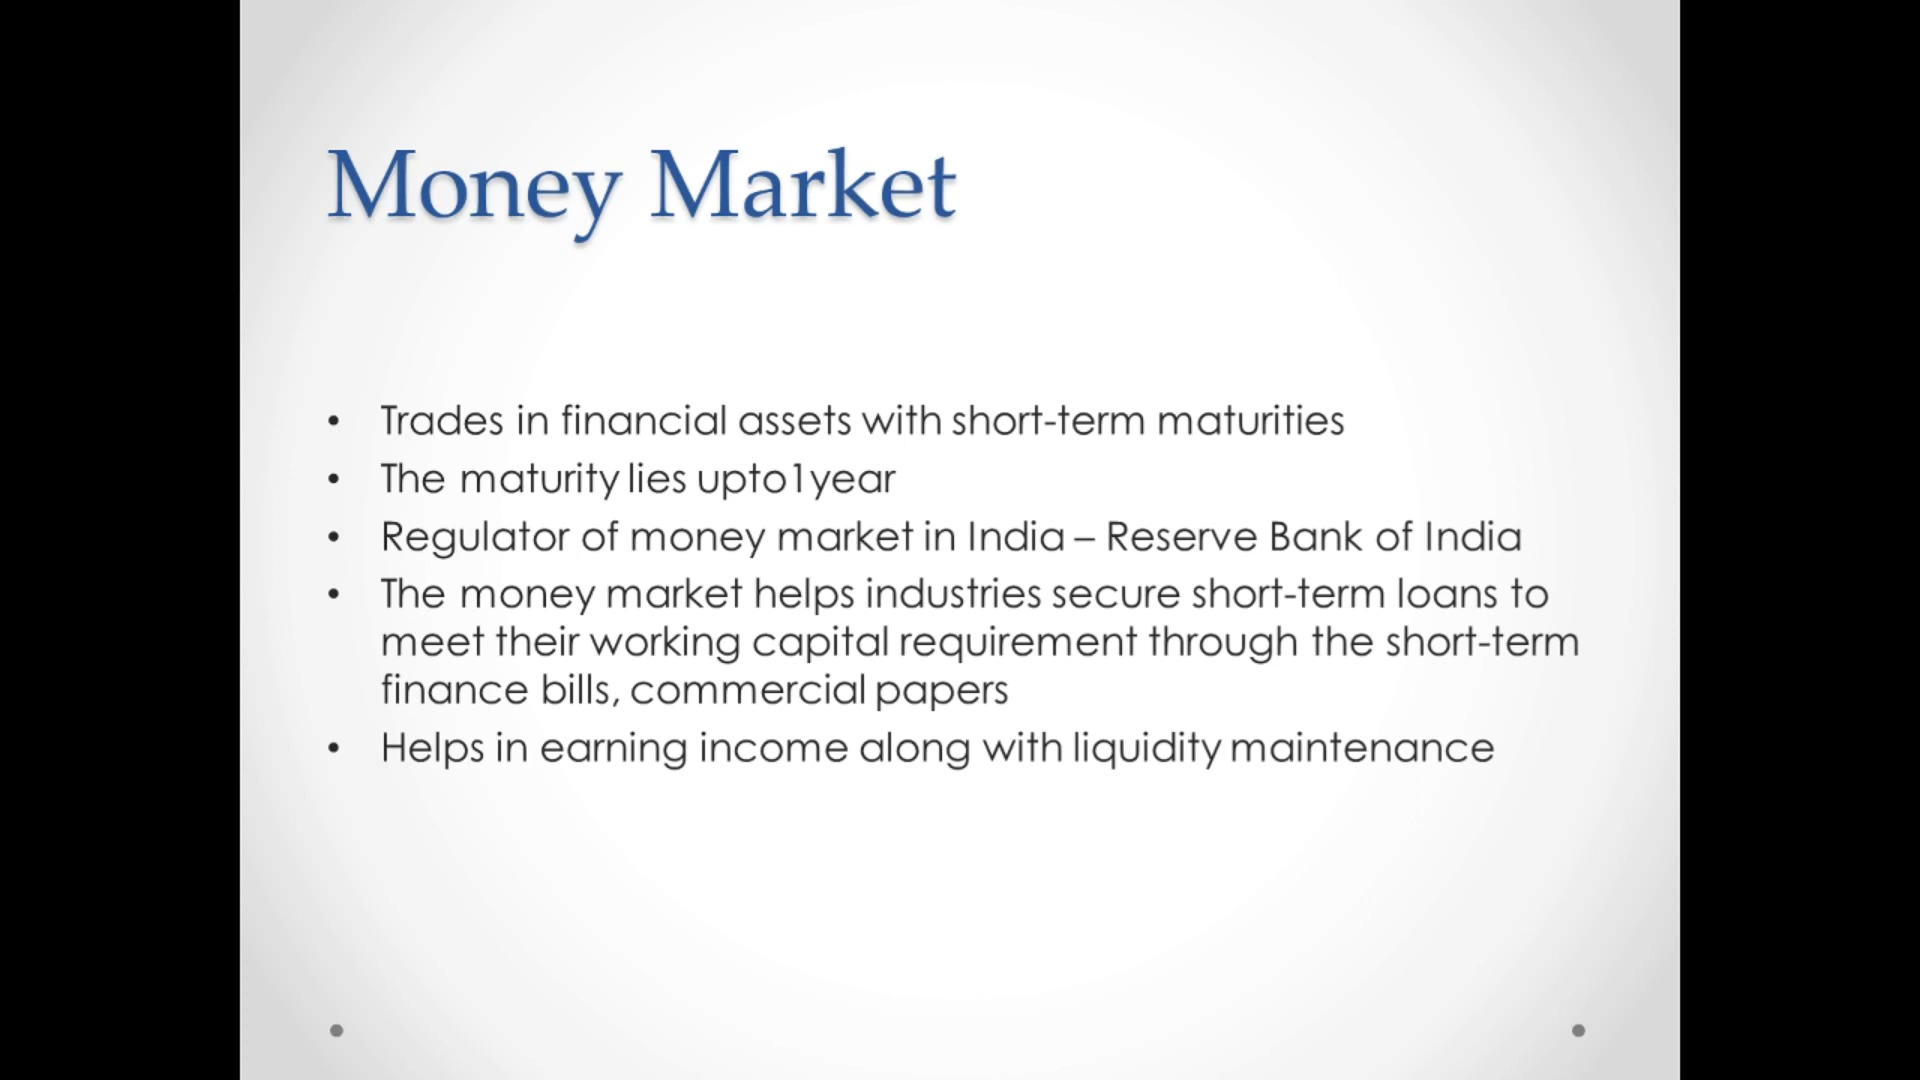 Money Market
• Trades in financial assets with short-term maturities
• The maturity lies upto1year
• Regulator of money market in India – Reserve Bank of India
• The money market helps industries secure short-term loans to
meet their working capital requirement through the short-term
finance bills, commercial papers
• Helps in earning income along with liquidity maintenance